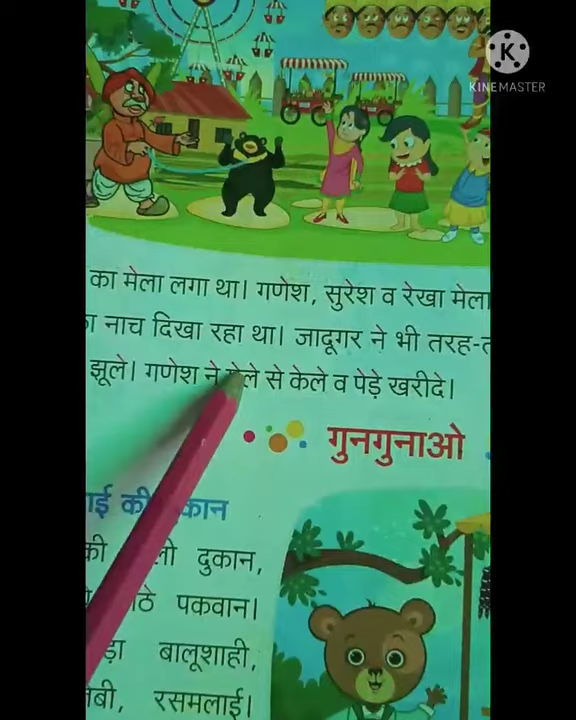 KINEMASTER
का मेला लगा था। गणेश, सुरेश व रेखा मेला
नाच दिखा रहा था। जादूगर ने भी तरह-
झूले। गणेश ने मेले से केले व पेड़े खरीदे।
गुनगुनाओ
की दुकान
की दुकान,
पकवान।
बालूशाही,
रसमलाई।